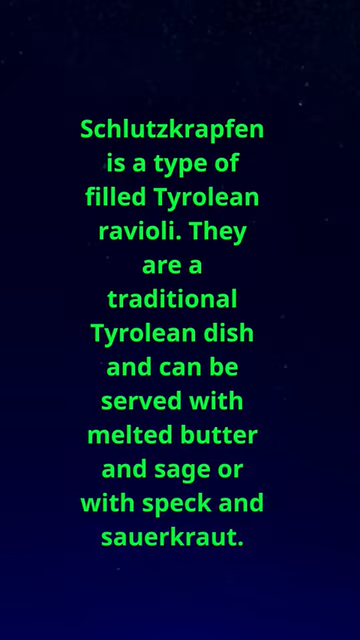 Schlutzkrapfen
is a type of
filled Tyrolean
ravioli. They
are a
traditional
Tyrolean dish
and can be
served with
melted butter
and sage or
with speck and
sauerkraut.